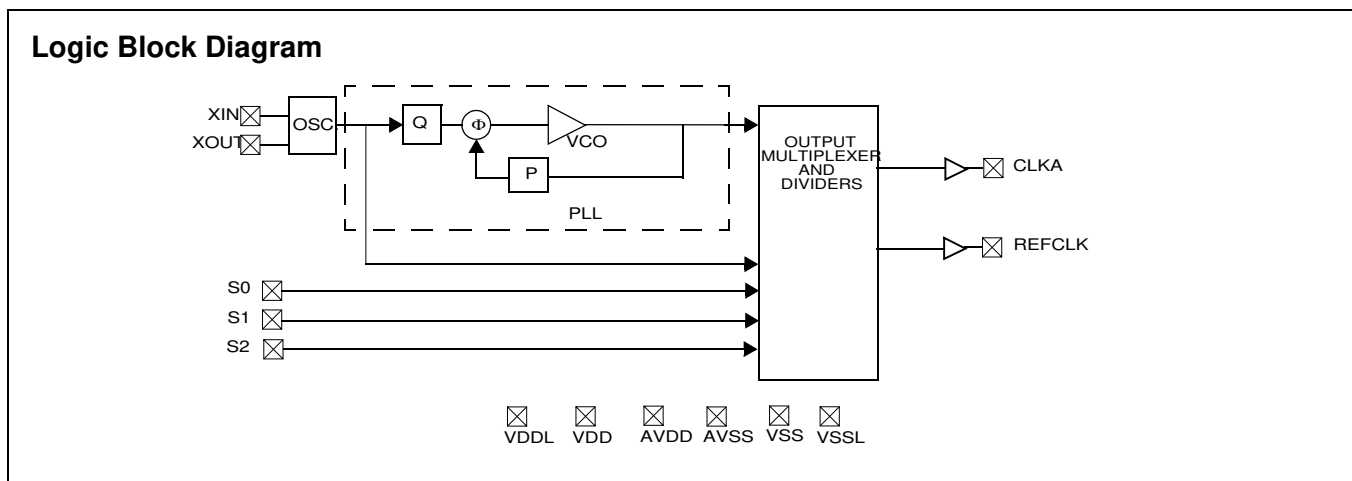 Logic Block Diagram
XIN
XOUT
OSC.
Q
Φ
VCO
P
PLL
OUTPUT
MULTIPLEXER
AND
DIVIDERS
CLKA
REFCLK
S0
S1
S2
VDDL
VDD
AVDD
AVSS
VSS
VSSL